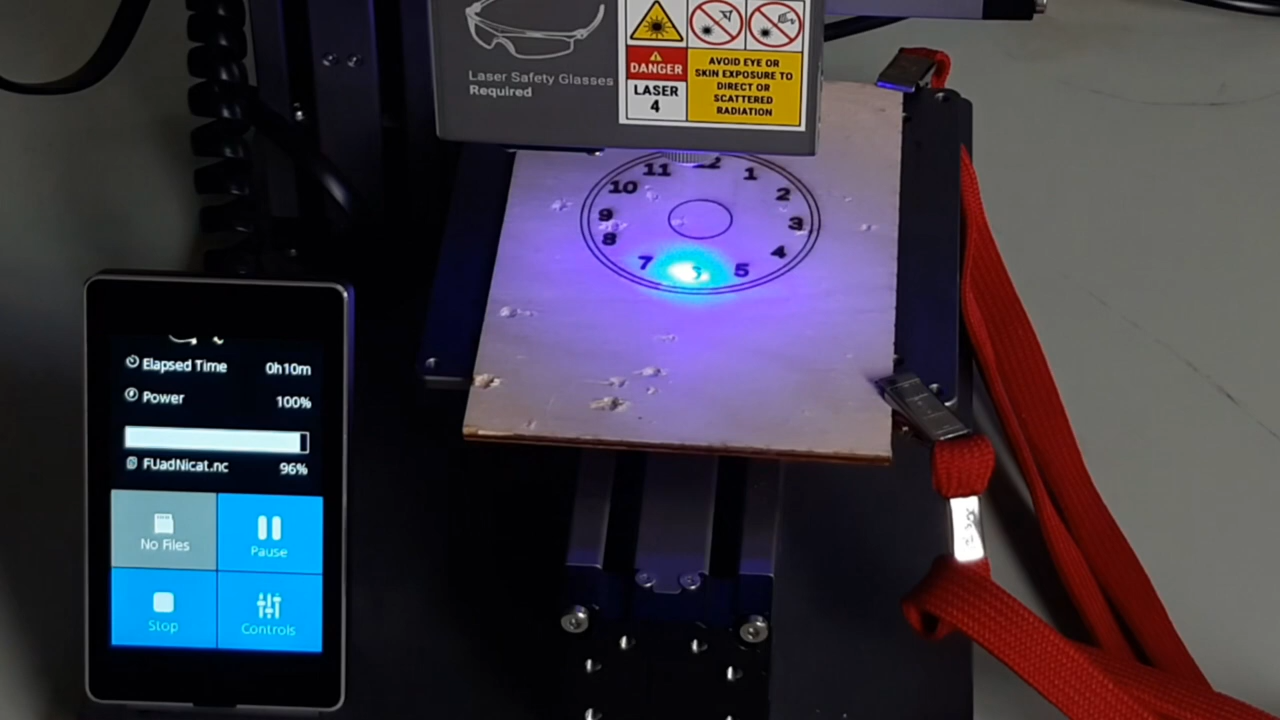 Laser Safety Glasses
Required
DANGER
LASER
4
AVOID EYE OR
SKIN EXPOSURE TO
DIRECT OR
SCATTERED
RADIATION
11
12
1
10
2
9
3
8
4
7
6
5
Elapsed Time 0h10m
Power 100%
FUadNicat.nc 96%
No Files
Pause
Stop
Controls